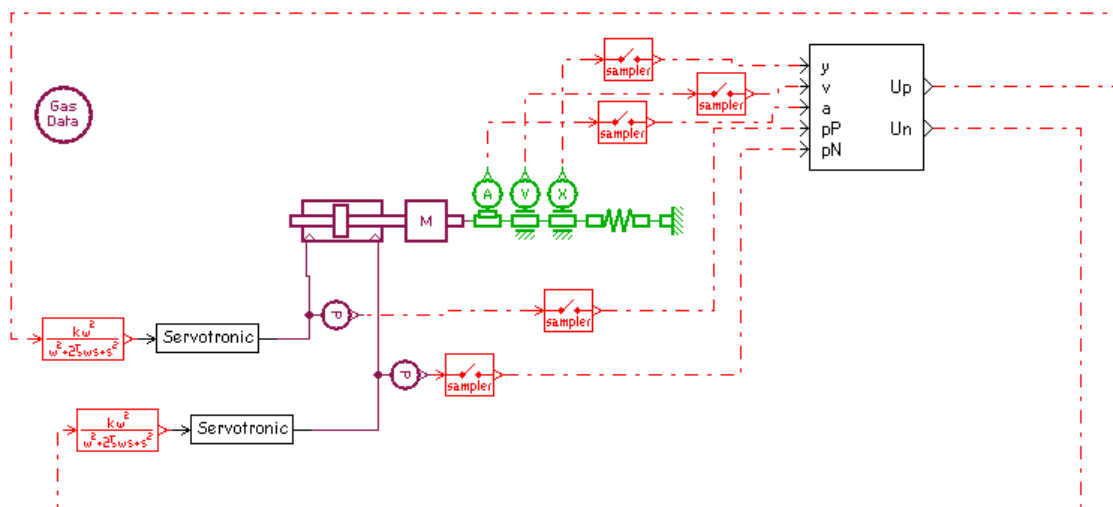 sampler
y
v
a
pP
pN
Up
Un
sampler
sampler
Gas
Data
A
V
X
M
P
sampler
kω²
ω²+2ζωs+s²
Servotronic
P
sampler
kω²
ω²+2ζωs+s²
Servotronic